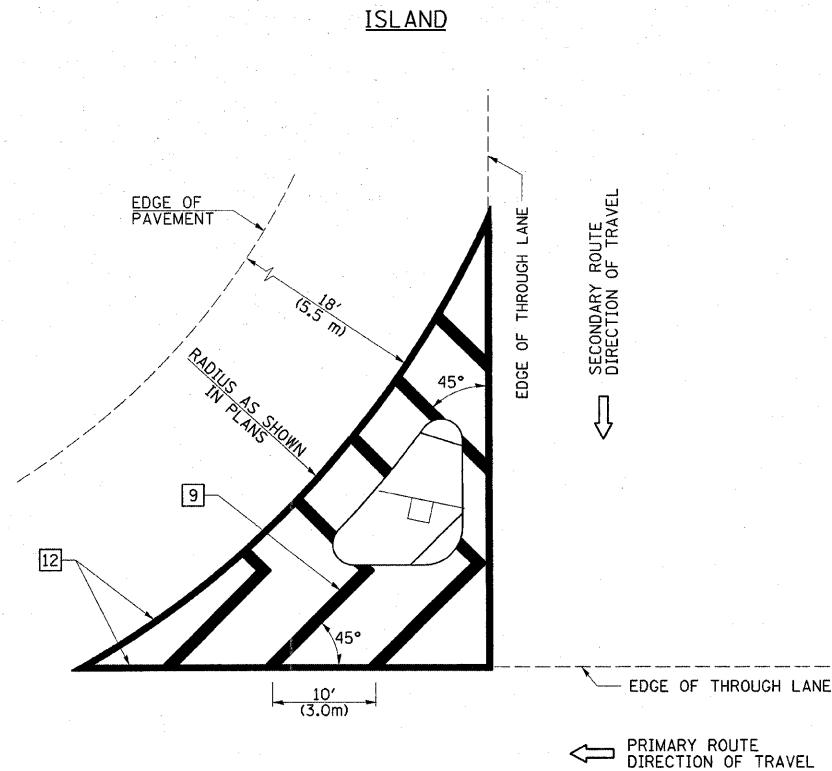 ISLAND
EDGE OF
PAVEMENT
18'
(5.5 m)
EDGE OF THROUGH LANE
SECONDARY ROUTE
DIRECTION OF TRAVEL
RADIUS AS SHOWN
IN PLANS
45°
9
12
45°
10'
(3.0m)
EDGE OF THROUGH LANE
PRIMARY ROUTE
DIRECTION OF TRAVEL